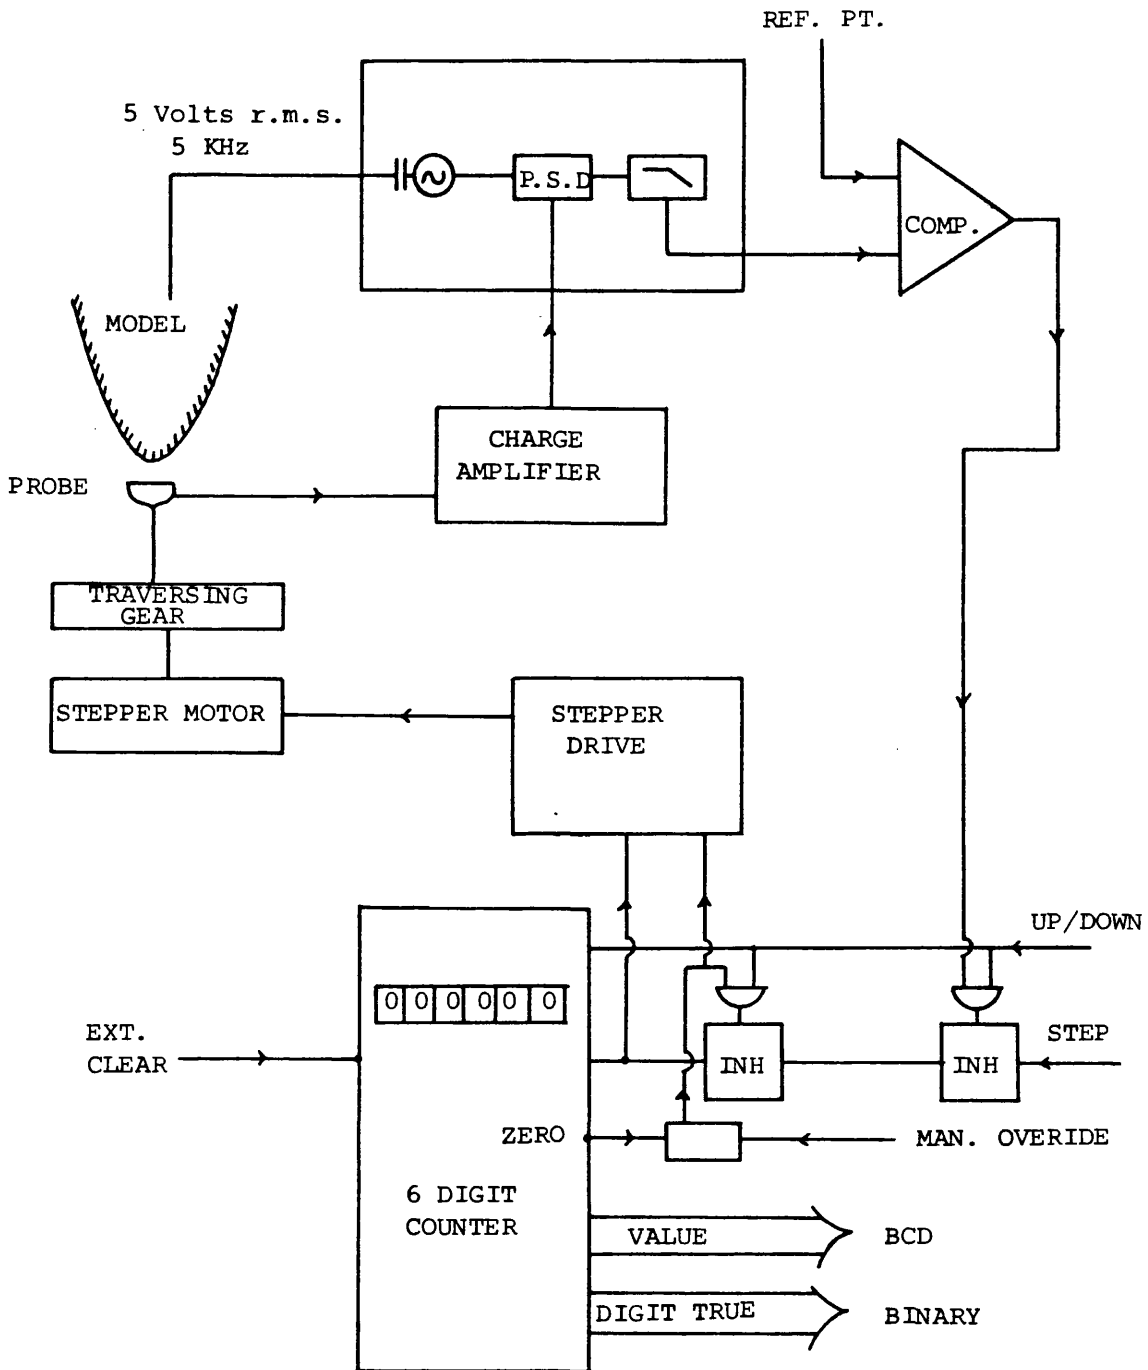 REF. PT.
5 Volts r.m.s.
5 KHz
P.S.D
COMP.
MODEL
CHARGE
AMPLIFIER
PROBE
TRAVERSING
GEAR
STEPPER MOTOR
STEPPER
DRIVE
UP/DOWN
0 0 0 0 0 0
EXT.
CLEAR
INH
INH
STEP
ZERO
MAN. OVERIDE
6 DIGIT
COUNTER
VALUE
BCD
DIGIT TRUE
BINARY